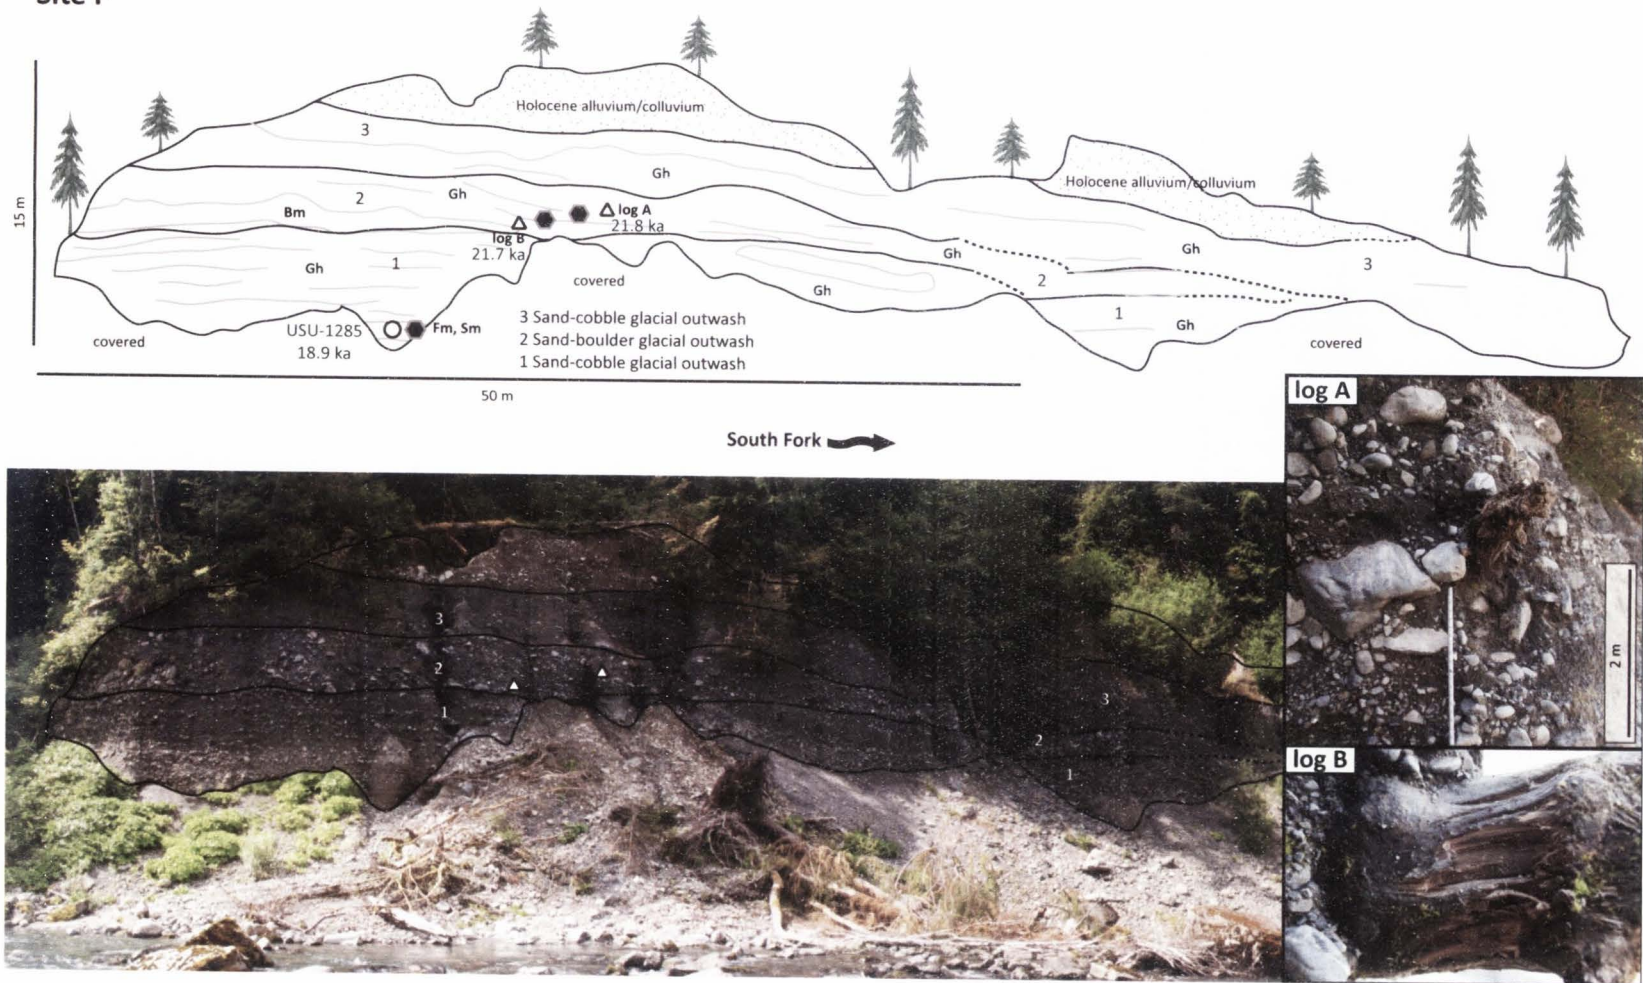 15 m
Holocene alluvium/colluvium
3
Gh
2
Gh
Bm
log A
21.8 ka
log B
21.7 ka
Gh
1
covered
USU-1285
18.9 ka
Fm, Sm
covered
3 Sand-cobble glacial outwash
2 Sand-boulder glacial outwash
1 Sand-cobble glacial outwash
Holocene alluvium/colluvium
Gh
Gh
3
2
Gh
1
Gh
covered
50 m
South Fork
log A
2 m
log B
3
2
1
3
2
1